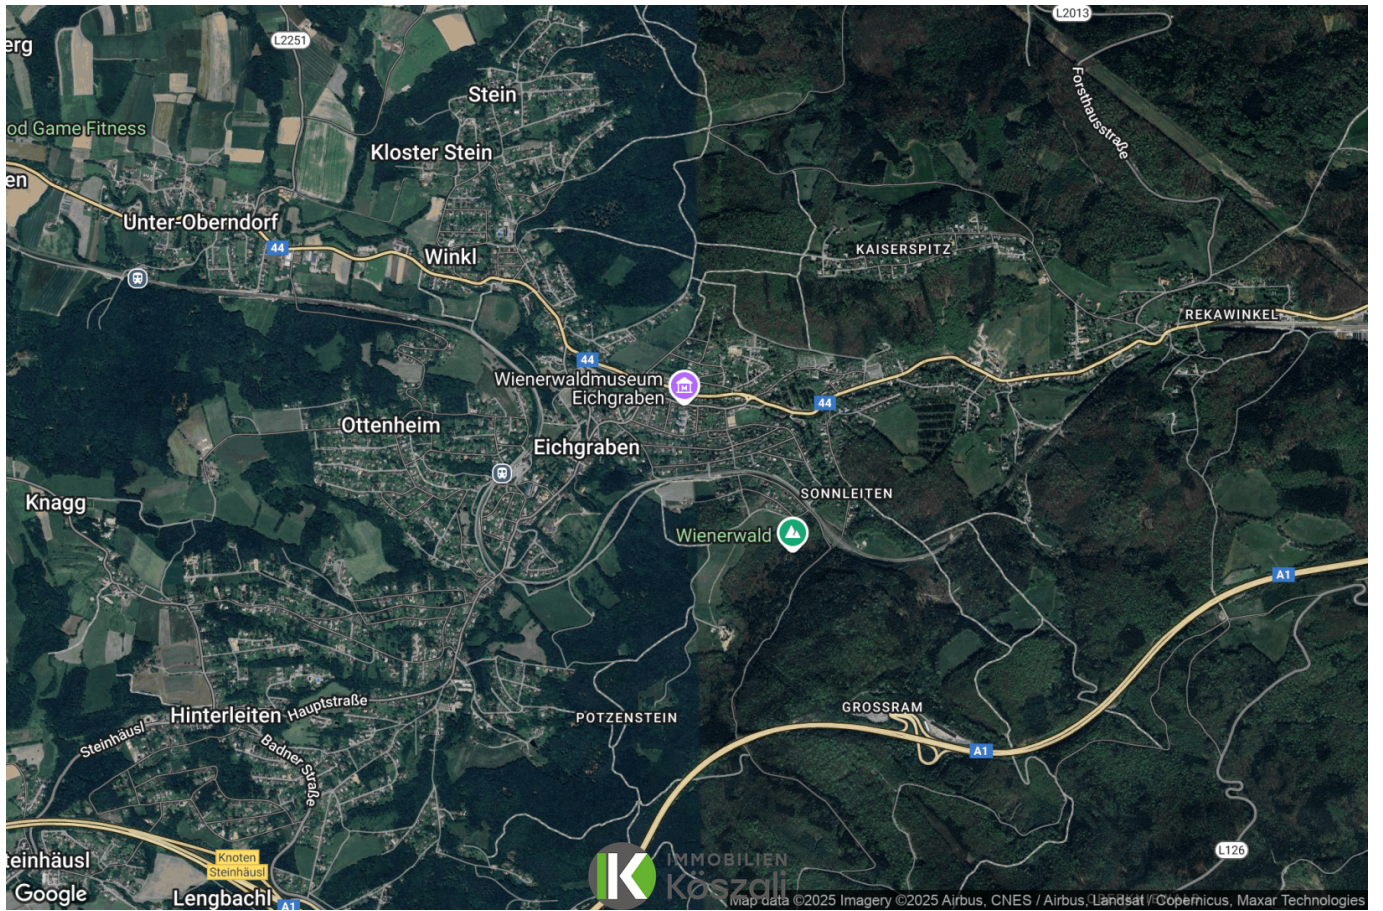 L2013
erg
L2251
Stein
Forsthausstraße
od Game Fitness
Kloster Stein
en
Unter-Oberndorf
44
Winkl
KAISERSPITZ
REKAWINKEL
44
Wienerwaldmuseum
Eichgraben
44
Ottenheim
Eichgraben
Knagg
SONNLEITEN
Wienerwald
A1
Hinterleiten
Hauptstraße
POTZENSTEIN
GROSSRAM
Steinhäusl
Badner Straße
A1
teinhäusl
Knoten
Steinhäusl
L126
IMMOBILIEN
Köszali
Lengbachl
A1
Google
Map data ©2025 Imagery ©2025 Airbus, CNES / Airbus, Landsat / Copernicus, Maxar Technologies